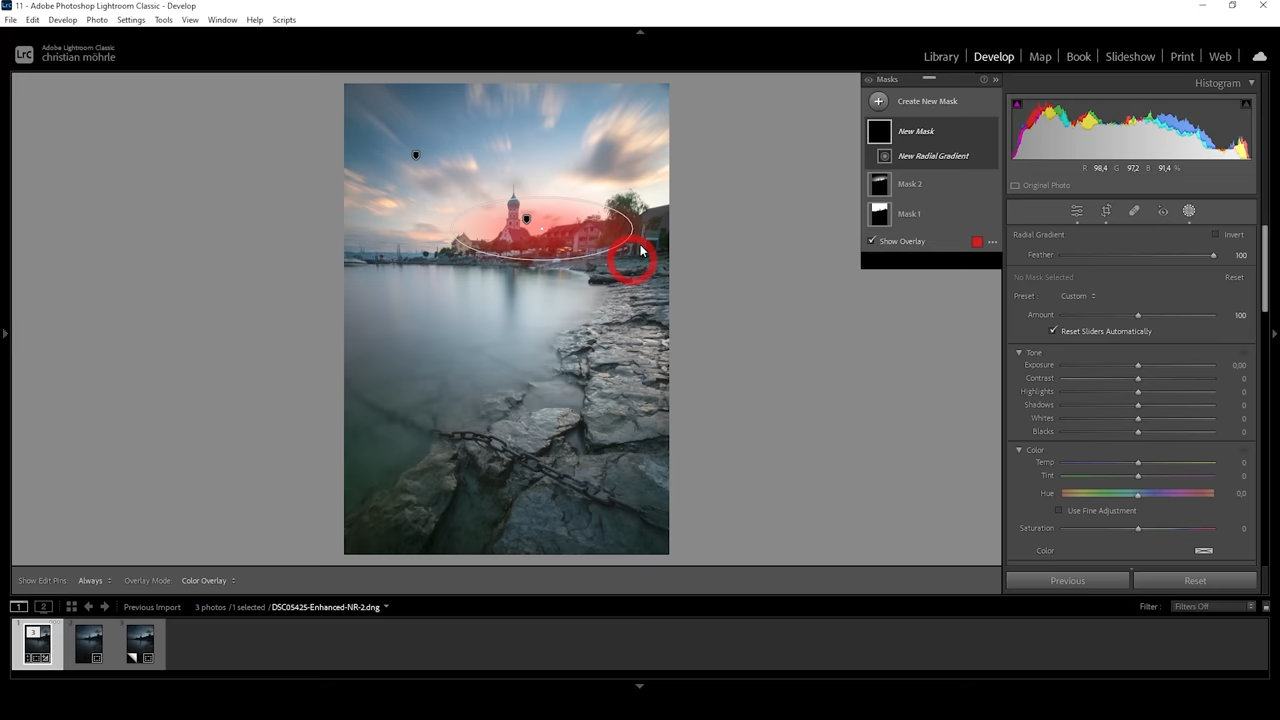 11 - Adobe Photoshop Lightroom Classic - Develop
File Edit Develop Photo Settings Tools View Window Help Scripts
Lrc
Adobe Lightroom Classic
christian möhrle
Library Develop Map Book Slideshow Print Web
Masks
Create New Mask
New Mask
New Radial Gradient
Mask 2
Mask 1
Show Overlay
Histogram
R 98,4 G 97,2 B 91,4 %
Original Photo
Radial Gradient Invert
Feather 100
No Mask Selected Reset
Preset : Custom
Amount 100
Reset Sliders Automatically
Tone
Exposure 0,00
Contrast 0
Highlights 0
Shadows 0
Whites 0
Blacks 0
Color
Temp 0
Tint 0
Hue 0,0
Use Fine Adjustment
Saturation 0
Color
Previous Reset
Show Edit Pins: Always Overlay Mode: Color Overlay
1 2 Previous Import 3 photos /1 selected /DSC05425-Enhanced-NR-2.dng Filter : Filters Off
1
3